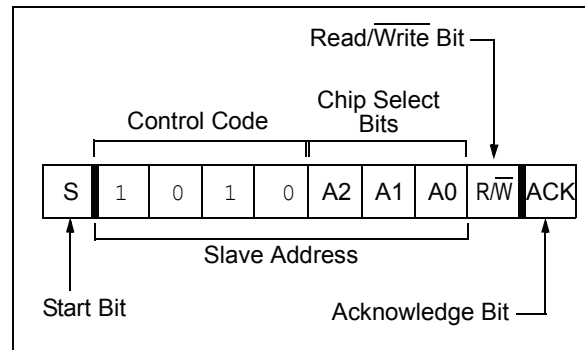 Read/Write Bit
Chip Select
Control Code Bits
S 1 0 1 0 A2 A1 A0 R/W ACK
Slave Address
Start Bit
Acknowledge Bit